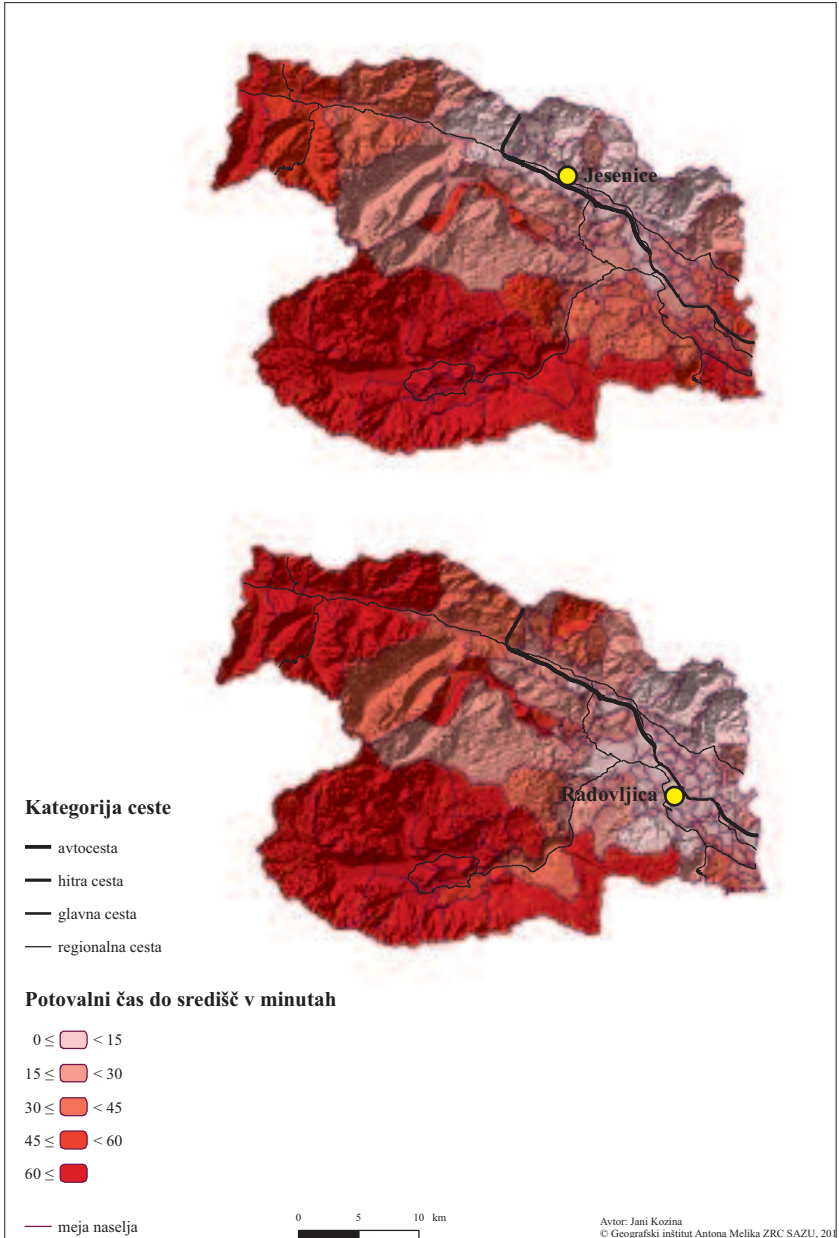 Jesenice
Radovljica
Kategorija ceste
avtocesta
hitra cesta
glavna cesta
regionalna cesta
Potovalni čas do središč v minutah
0 ≤ < 15
15 ≤ < 30
30 ≤ < 45
45 ≤ < 60
60 ≤
meja naselja
0 5 10 km
Avtor: Jani Kozina
© Geografski inštitut Antona Melika ZRC SAZU, 201